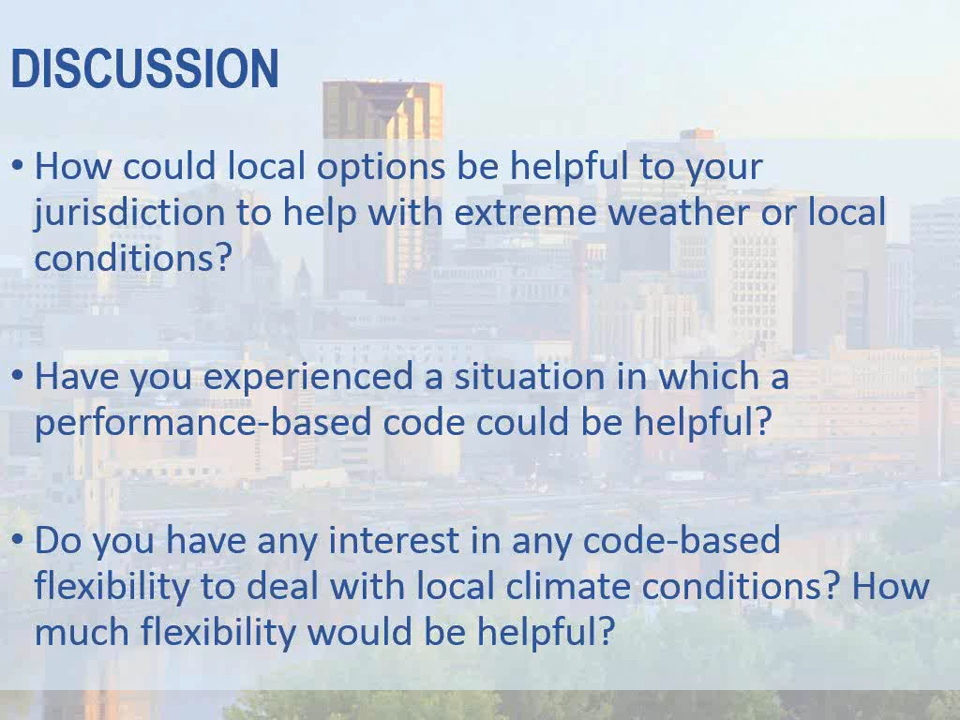 DISCUSSION
• How could local options be helpful to your
jurisdiction to help with extreme weather or local
conditions?
• Have you experienced a situation in which a
performance-based code could be helpful?
• Do you have any interest in any code-based
flexibility to deal with local climate conditions? How
much flexibility would be helpful?